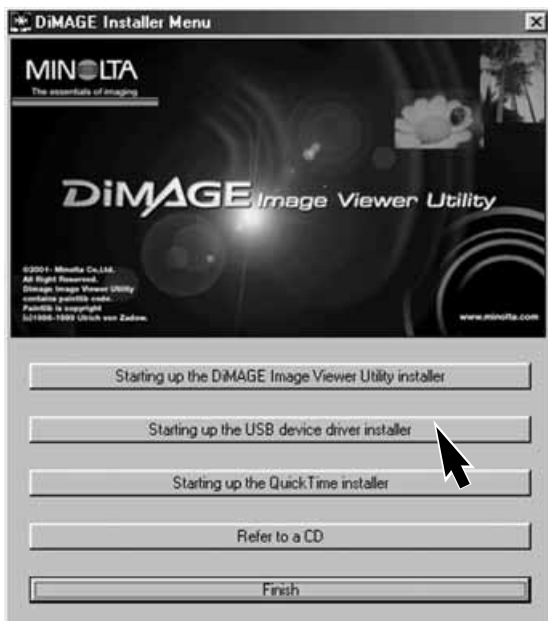 DiMAGE Installer Menu
MINOLTA
The essentials of imaging
DiMAGE Image Viewer Utility
©2001- Minolta Co.,Ltd.
All Right Reserved.
Dimage Image Viewer Utility
contains paintlib code.
Paintlib is copyright
(c)1996-1999 Ulrich von Zadow.
www.minolta.com
Starting up the DiMAGE Image Viewer Utility installer
Starting up the USB device driver installer
Starting up the QuickTime installer
Refer to a CD
Finish